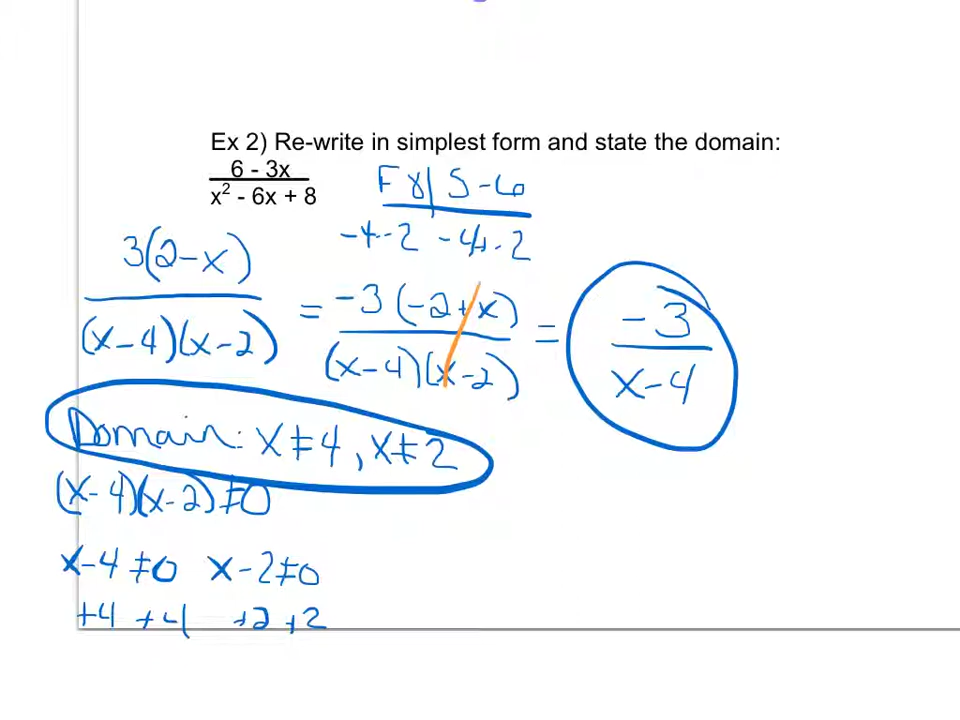 Ex 2) Re-write in simplest form and state the domain:
6 - 3x
x² - 6x + 8
F 8 | S -6
-4·-2 -4+-2
3(2-x)
(x-4)(x-2)
= -3(-2+x)
(x-4)(x-2)
= -3
x-4
Domain: x≠4, x≠2
(x-4)(x-2)≠0
x-4≠0 x-2≠0
+4 +4 +2 +2